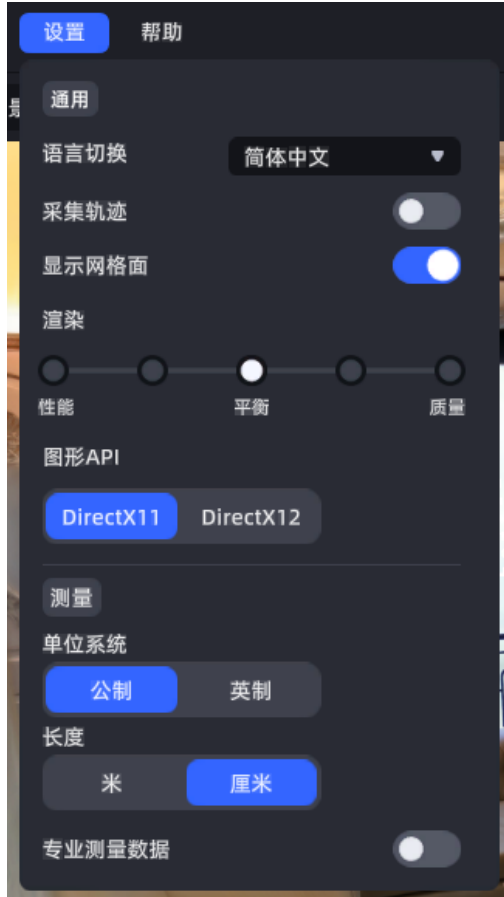 设置 帮助
通用
语言切换 简体中文
采集轨迹
显示网格面
渲染
性能 平衡 质量
图形API
DirectX11 DirectX12
测量
单位系统
公制 英制
长度
米 厘米
专业测量数据